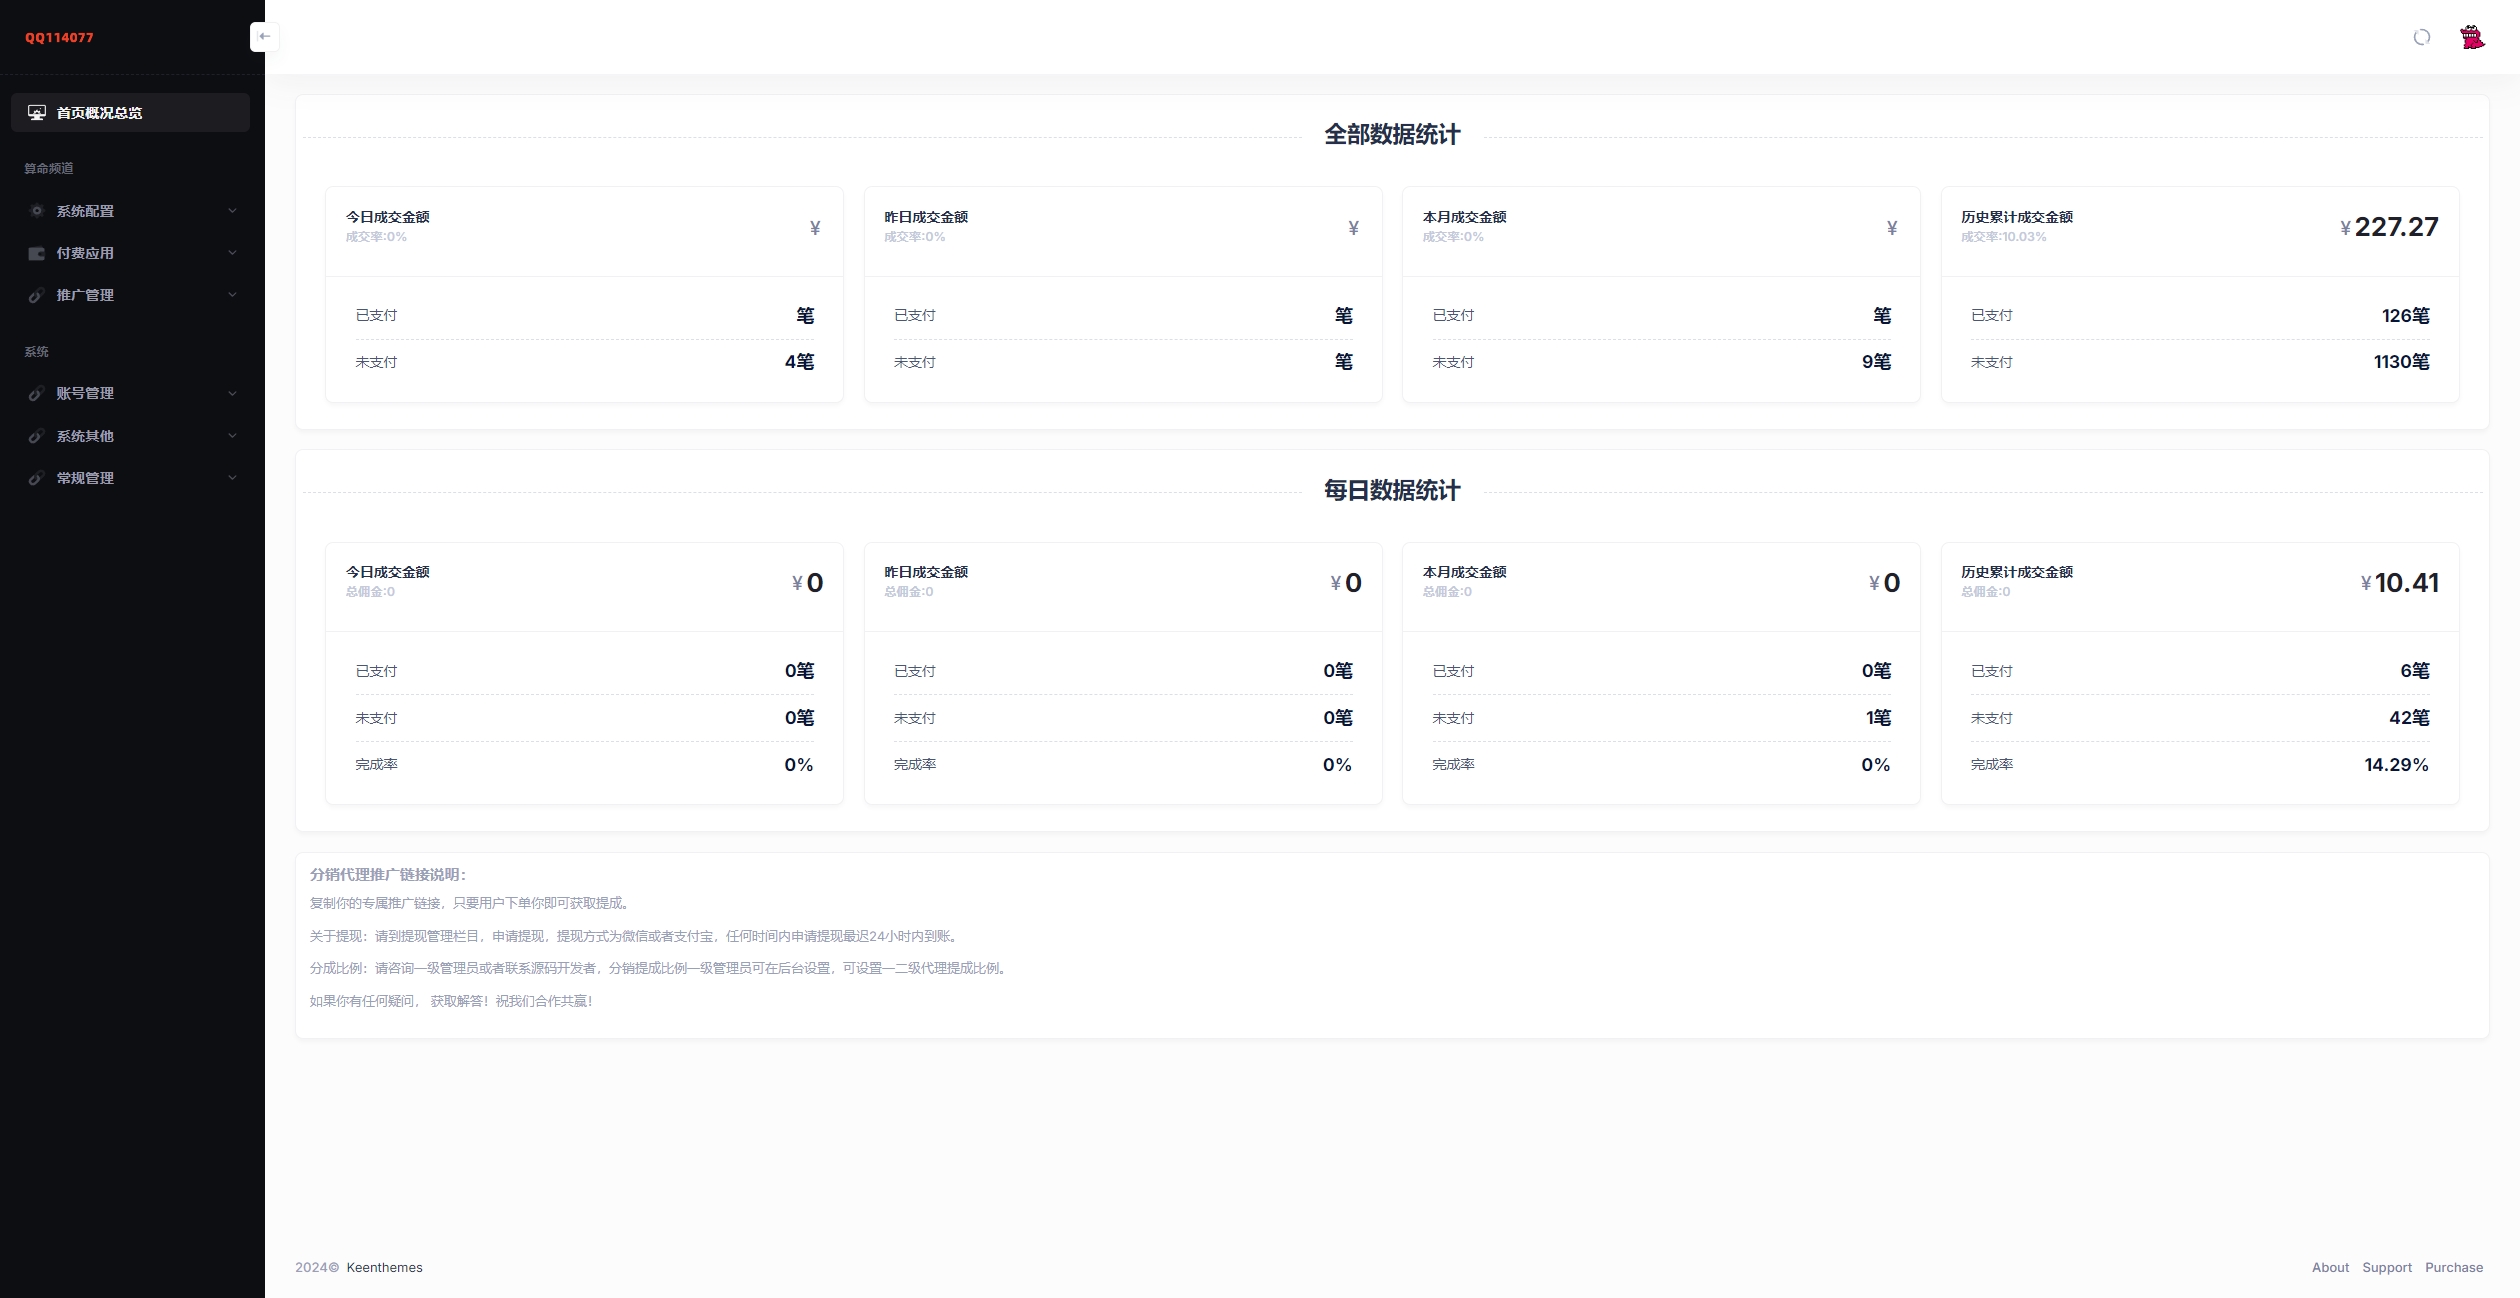 QQ114077
首页概况总览
算命频道
系统配置
付费应用
推广管理
系统
账号管理
系统其他
常规管理
全部数据统计
今日成交金额
成交率:0%
¥
已支付 笔
未支付 4笔
昨日成交金额
成交率:0%
¥
已支付 笔
未支付 笔
本月成交金额
成交率:0%
¥
已支付 笔
未支付 9笔
历史累计成交金额
成交率:10.03%
¥227.27
已支付 126笔
未支付 1130笔
每日数据统计
今日成交金额
总佣金:0
¥0
已支付 0笔
未支付 0笔
完成率 0%
昨日成交金额
总佣金:0
¥0
已支付 0笔
未支付 0笔
完成率 0%
本月成交金额
总佣金:0
¥0
已支付 0笔
未支付 1笔
完成率 0%
历史累计成交金额
总佣金:0
¥10.41
已支付 6笔
未支付 42笔
完成率 14.29%
分销代理推广链接说明：
复制你的专属推广链接，只要用户下单你即可获取提成。
关于提现：请到提现管理栏目，申请提现，提现方式为微信或者支付宝，任何时间内申请提现最迟24小时内到账。
分成比例：请咨询一级管理员或者联系源码开发者，分销提成比例一级管理员可在后台设置，可设置一二级代理提成比例。
如果你有任何疑问， 获取解答！祝我们合作共赢！
2024© Keenthemes
About Support Purchase